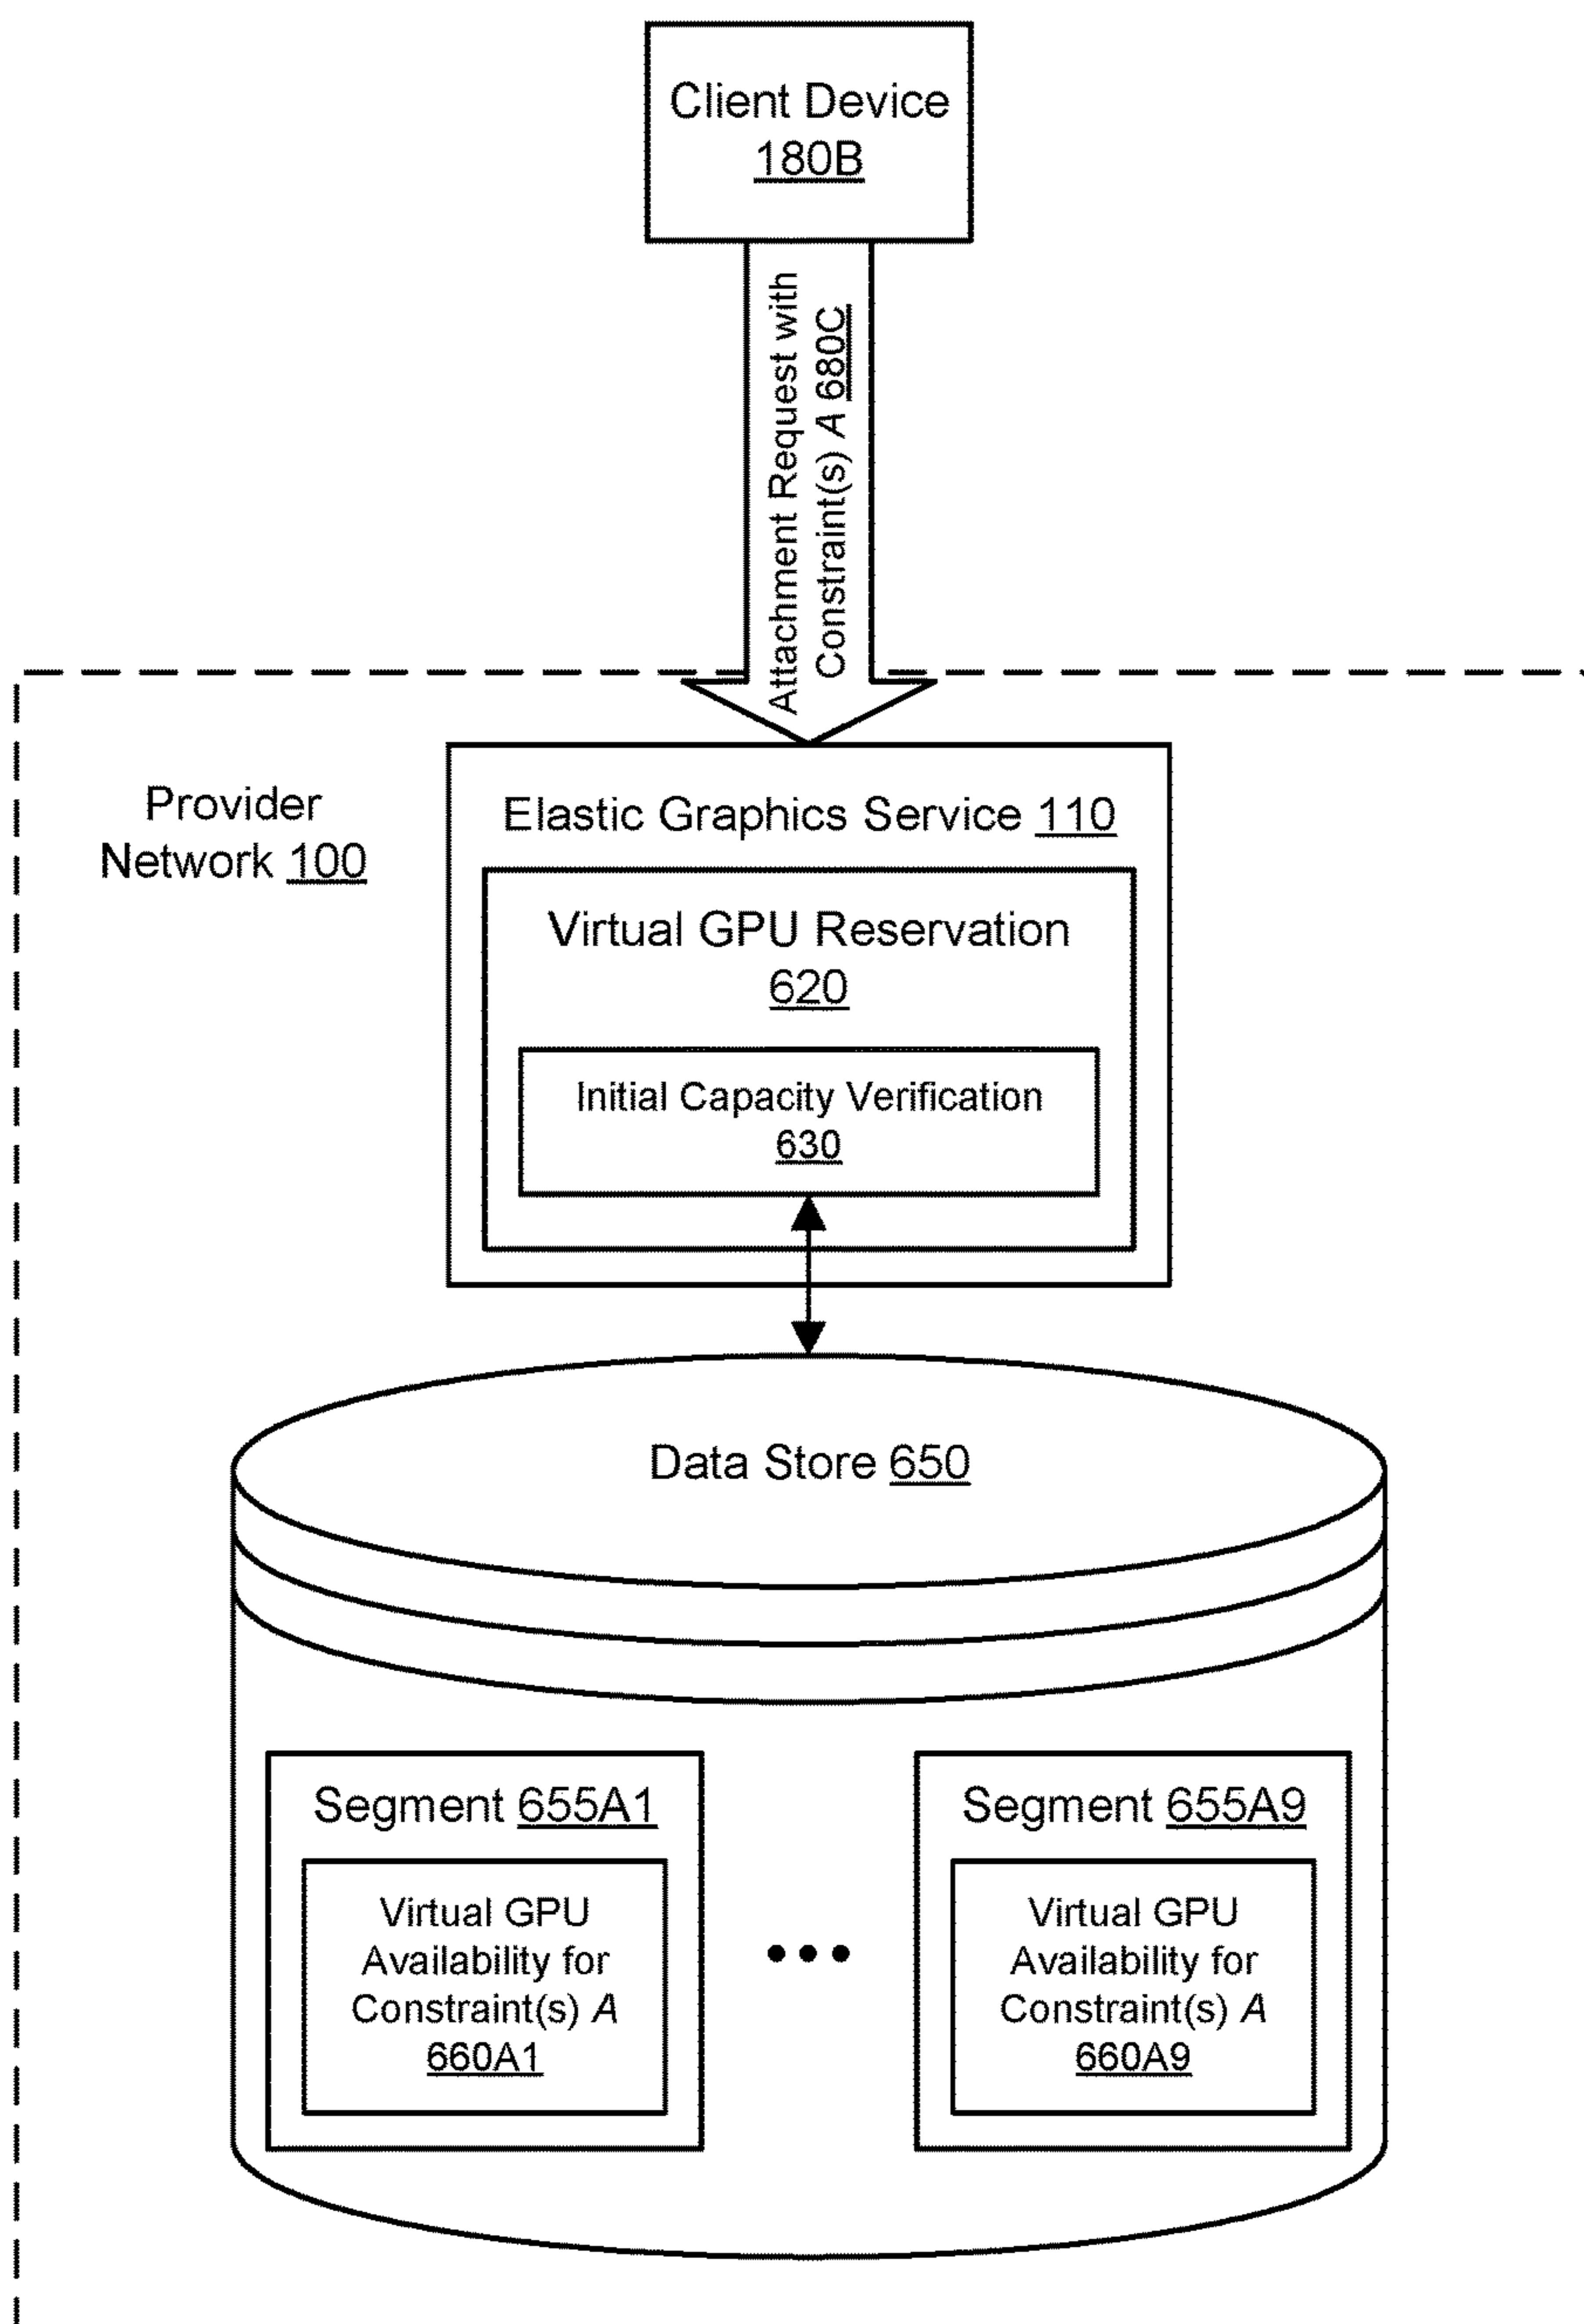 Client Device
180B
Attachment Request with
Constraint(s) A 680C
Provider
Network 100
Elastic Graphics Service 110
Virtual GPU Reservation
620
Initial Capacity Verification
630
Data Store 650
Segment 655A1
Virtual GPU
Availability for
Constraint(s) A
660A1
Segment 655A9
Virtual GPU
Availability for
Constraint(s) A
660A9